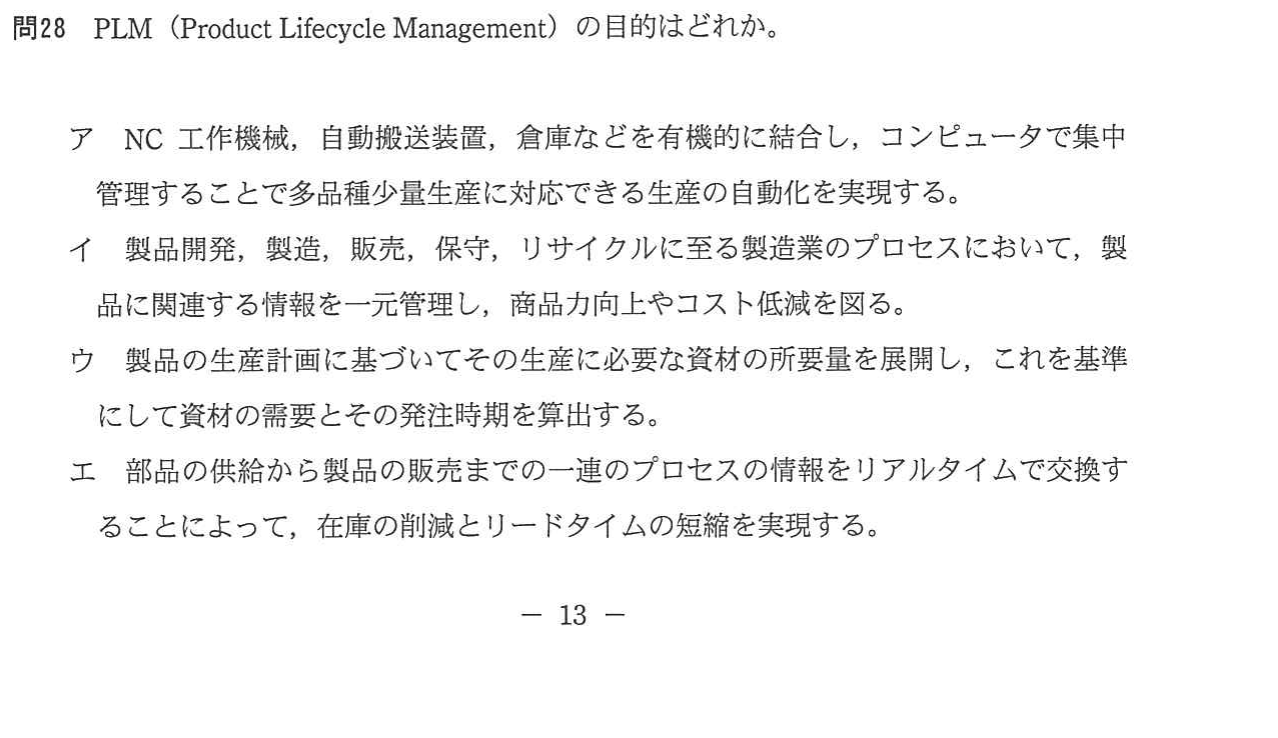 問28 PLM（Product Lifecycle Management）の目的はどれか。
ア NC 工作機械，自動搬送装置，倉庫などを有機的に結合し，コンピュータで集中
管理することで多品種少量生産に対応できる生産の自動化を実現する。
イ 製品開発，製造，販売，保守，リサイクルに至る製造業のプロセスにおいて，製
品に関連する情報を一元管理し，商品力向上やコスト低減を図る。
ウ 製品の生産計画に基づいてその生産に必要な資材の所要量を展開し，これを基準
にして資材の需要とその発注時期を算出する。
エ 部品の供給から製品の販売までの一連のプロセスの情報をリアルタイムで交換す
ることによって，在庫の削減とリードタイムの短縮を実現する。
－ 13 －